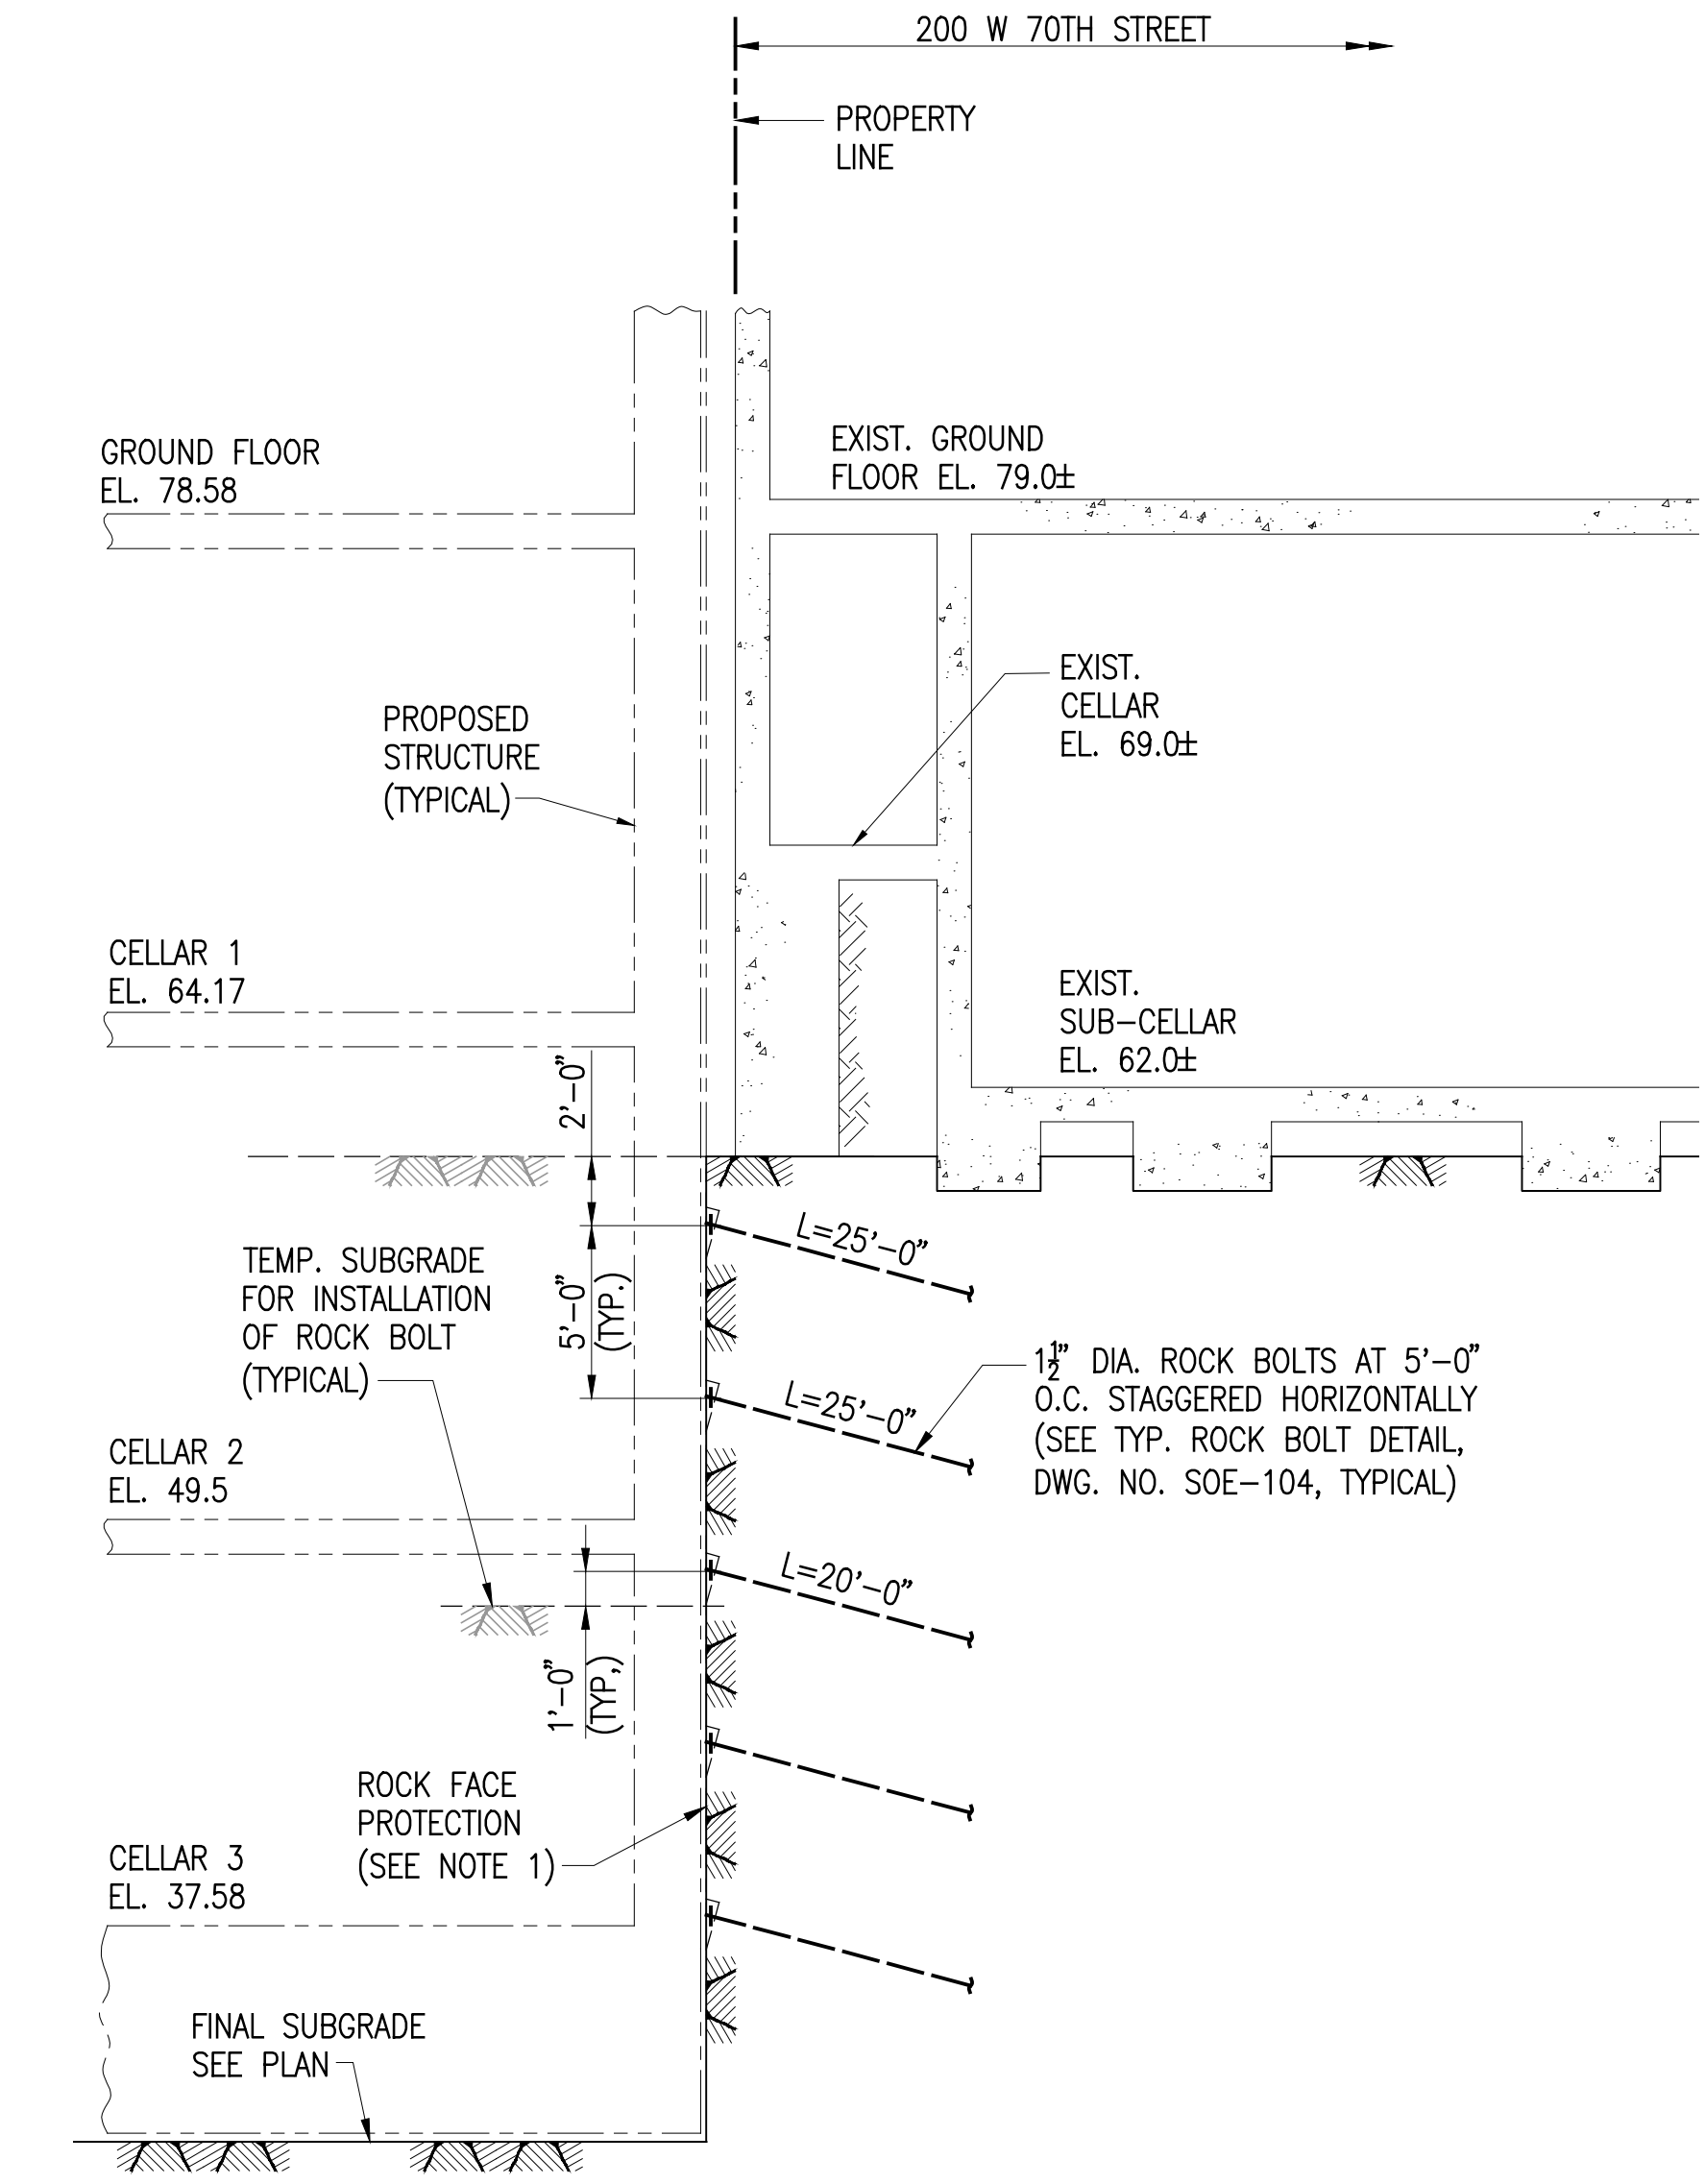 200 W 70TH STREET
PROPERTY
LINE
GROUND FLOOR
EL. 78.58
EXIST. GROUND
FLOOR EL. 79.0±
EXIST.
CELLAR
EL. 69.0±
PROPOSED
STRUCTURE
(TYPICAL)
CELLAR 1
EL. 64.17
EXIST.
SUB-CELLAR
EL. 62.0±
2'-0"
TEMP. SUBGRADE
FOR INSTALLATION
OF ROCK BOLT
(TYPICAL)
5'-0"
(TYP.)
L=25'-0"
L=25'-0"
1½" DIA. ROCK BOLTS AT 5'-0"
O.C. STAGGERED HORIZONTALLY
(SEE TYP. ROCK BOLT DETAIL,
DWG. NO. SOE-104, TYPICAL)
CELLAR 2
EL. 49.5
L=20'-0"
1'-0"
(TYP,)
ROCK FACE
PROTECTION
(SEE NOTE 1)
CELLAR 3
EL. 37.58
FINAL SUBGRADE
SEE PLAN